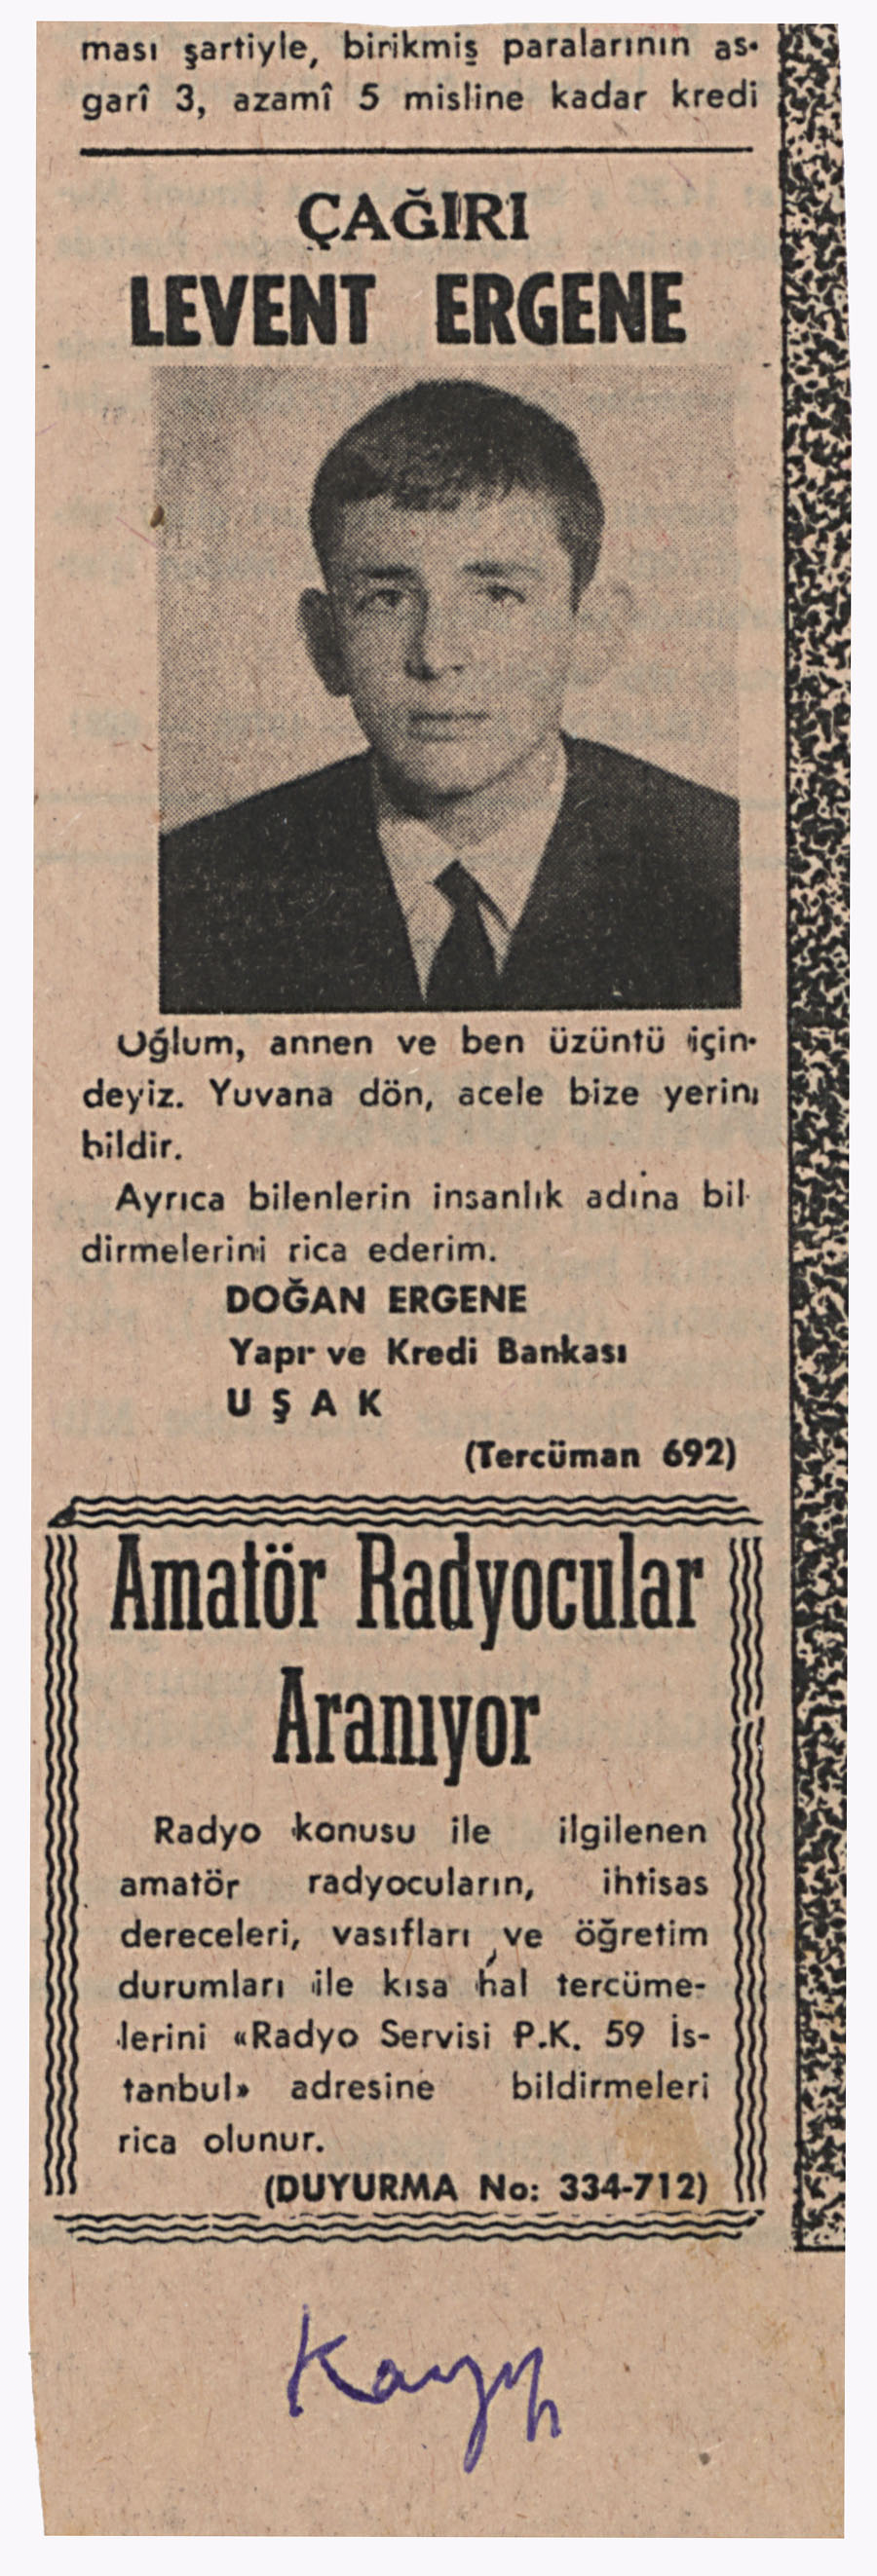 ması şartiyle, birikmiş paralarının as-
garî 3, azamî 5 misline kadar kredi
ÇAĞIRI
LEVENT ERGENE
Oğlum, annen ve ben üzüntü için-
deyiz. Yuvana dön, acele bize yerini
bildir.
Ayrıca bilenlerin insanlık adına bil-
dirmelerini rica ederim.
DOĞAN ERGENE
Yapı ve Kredi Bankası
UŞAK
(Tercüman 692)
Amatör Radyocular
Aranıyor
Radyo konusu ile ilgilenen
amatör radyocuların, ihtisas
dereceleri, vasıfları ve öğretim
durumları ile kısa hal tercüme-
lerini «Radyo Servisi P.K. 59 İs-
tanbul» adresine bildirmeleri
rica olunur.
(DUYURMA No: 334-712)
Kayıp